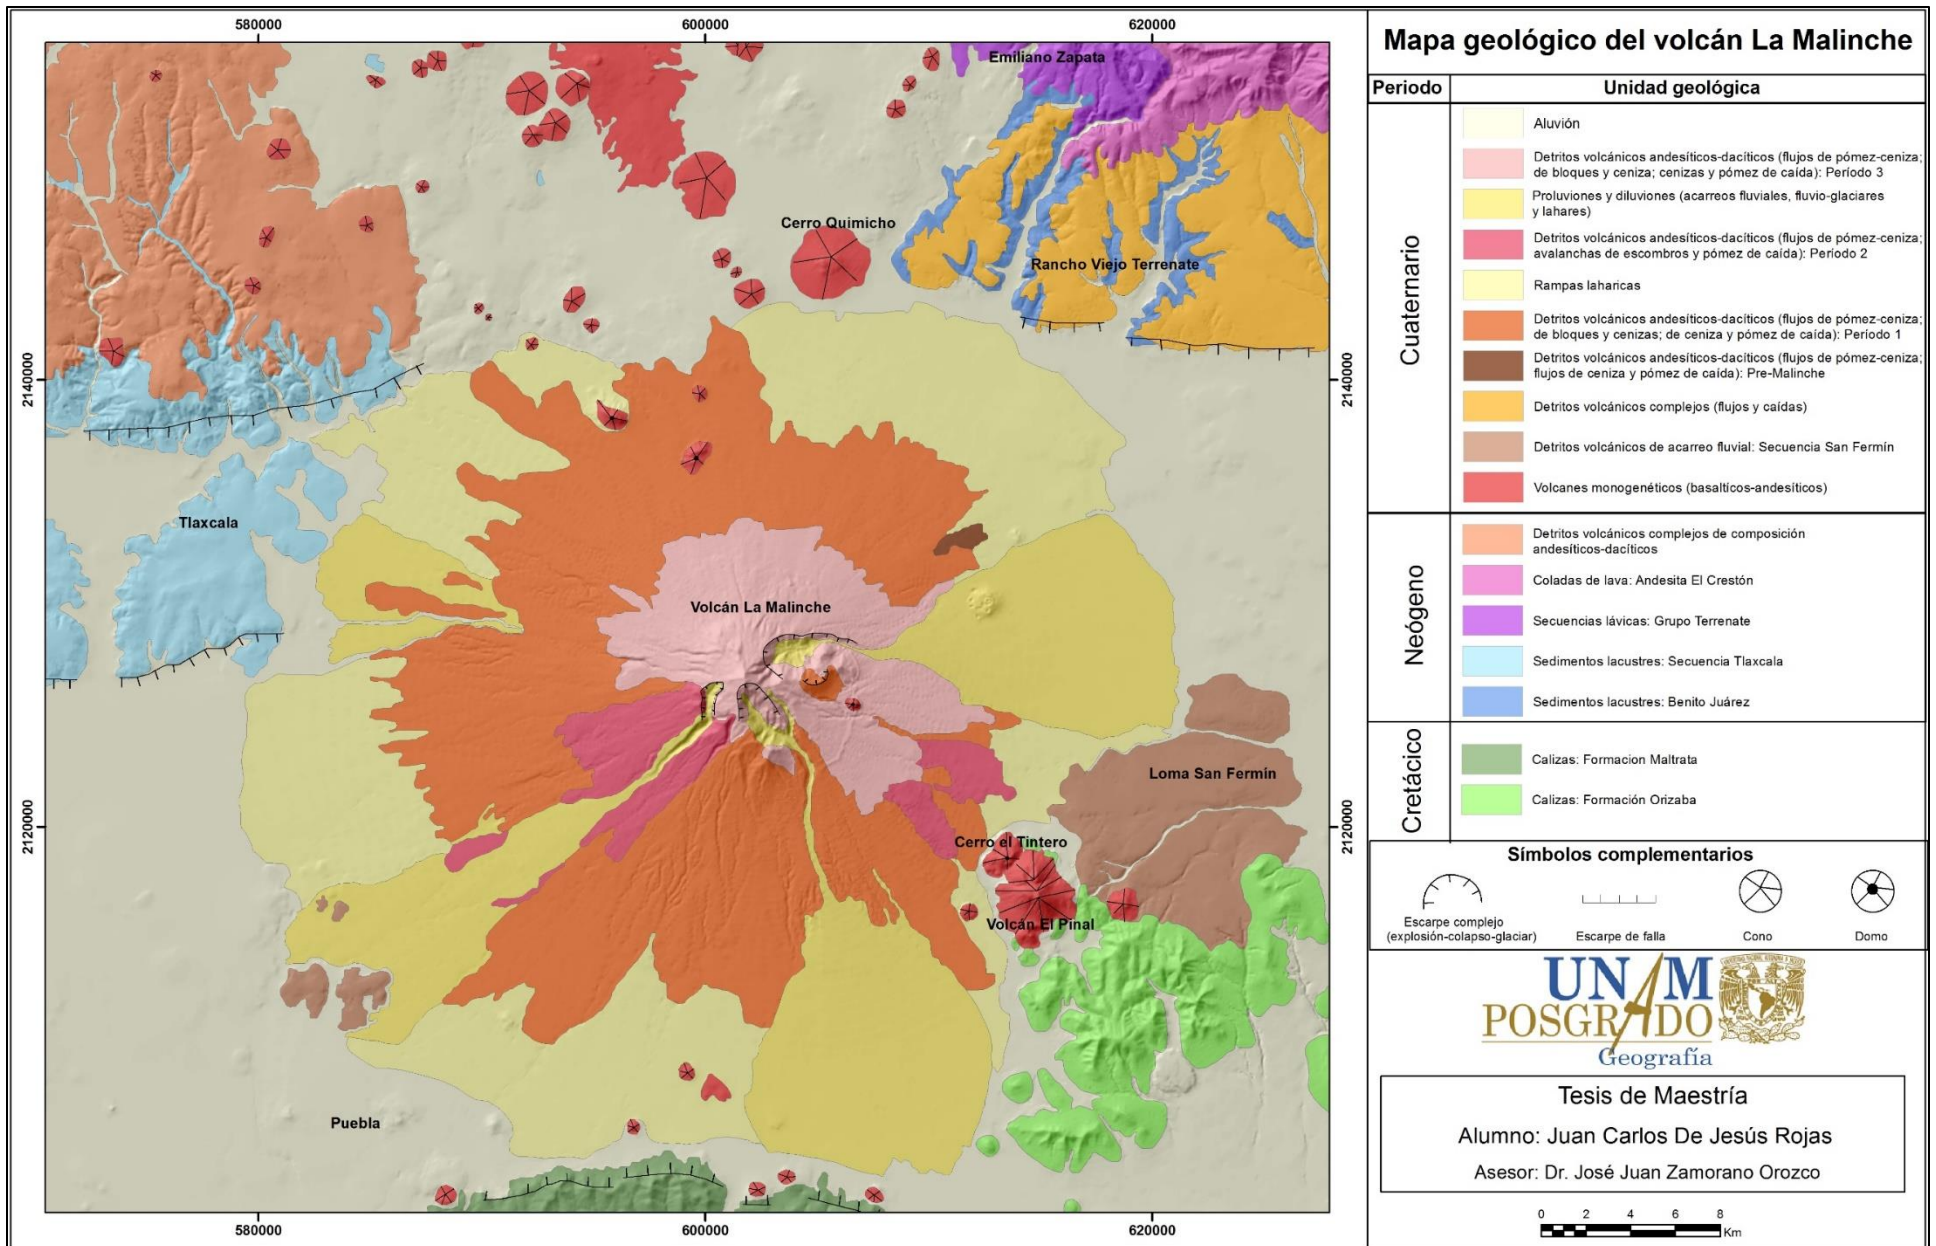 580000
600000
620000
Mapa geológico del volcán La Malinche
Periodo
Unidad geológica
Cuaternario
Aluvión
Detritos volcánicos andesíticos-dacíticos (flujos de pómez-ceniza;
de bloques y ceniza; cenizas y pómez de caída): Período 3
Proluviones y diluviones (acarreos fluviales, fluvio-glaciares
y lahares)
Detritos volcánicos andesíticos-dacíticos (flujos de pómez-ceniza;
avalanchas de escombros y pómez de caída): Período 2
Rampas laharicas
Detritos volcánicos andesíticos-dacíticos (flujos de pómez-ceniza;
de bloques y cenizas; de ceniza y pómez de caída): Período 1
Detritos volcánicos andesíticos-dacíticos (flujos de pómez-ceniza;
flujos de ceniza y pómez de caída): Pre-Malinche
Detritos volcánicos complejos (flujos y caídas)
Detritos volcánicos de acarreo fluvial: Secuencia San Fermín
Volcanes monogenéticos (basaltícos-andesíticos)
Neógeno
Detritos volcánicos complejos de composición
andesíticos-dacíticos
Coladas de lava: Andesita El Crestón
Secuencias lávicas: Grupo Terrenate
Sedimentos lacustres: Secuencia Tlaxcala
Sedimentos lacustres: Benito Juárez
Cretácico
Calizas: Formacion Maltrata
Calizas: Formación Orizaba
Símbolos complementarios
Escarpe complejo
(explosión-colapso-glaciar)
Escarpe de falla
Cono
Domo
UNAM
POSGRADO
Geografía
Tesis de Maestría
Alumno: Juan Carlos De Jesús Rojas
Asesor: Dr. José Juan Zamorano Orozco
0 2 4 6 8
Km
Emiliano Zapata
Cerro Quimicho
Rancho Viejo Terrenate
2140000
2140000
Tlaxcala
Volcán La Malinche
Loma San Fermín
2120000
2120000
Cerro el Tintero
Volcán El Pinal
Puebla
580000
600000
620000